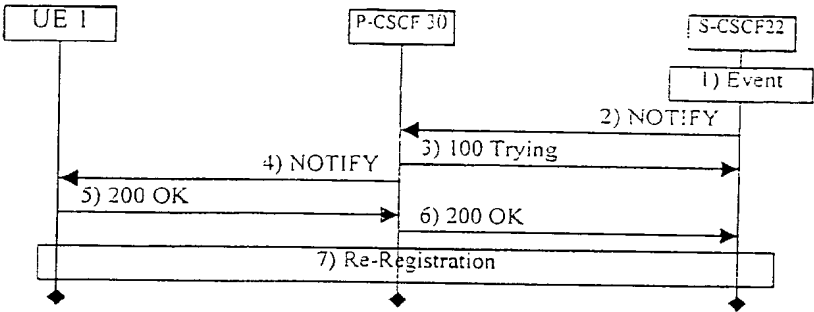 UE 1
P-CSCF 30
S-CSCF22
1) Event
2) NOTIFY
3) 100 Trying
4) NOTIFY
5) 200 OK
6) 200 OK
7) Re-Registration